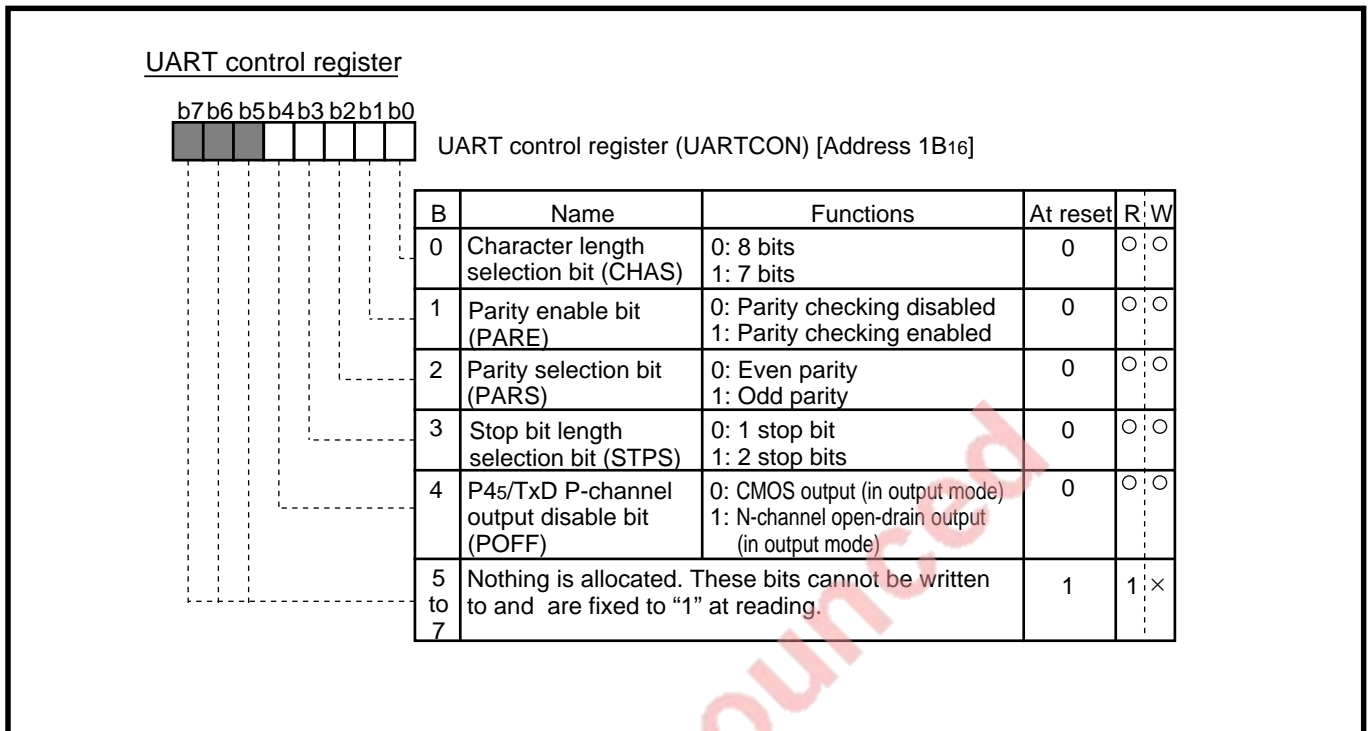 UART control register
b7 b6 b5 b4 b3 b2 b1 b0
UART control register (UARTCON) [Address 1B16]
B Name Functions At reset R W
0 Character length 0: 8 bits 0 ○ ○
selection bit (CHAS) 1: 7 bits
1 Parity enable bit 0: Parity checking disabled 0 ○ ○
(PARE) 1: Parity checking enabled
2 Parity selection bit 0: Even parity 0 ○ ○
(PARS) 1: Odd parity
3 Stop bit length 0: 1 stop bit 0 ○ ○
selection bit (STPS) 1: 2 stop bits
4 P45/TxD P-channel 0: CMOS output (in output mode) 0 ○ ○
output disable bit 1: N-channel open-drain output
(POFF) (in output mode)
5 Nothing is allocated. These bits cannot be written 1 1 ×
to to and are fixed to “1” at reading.
7